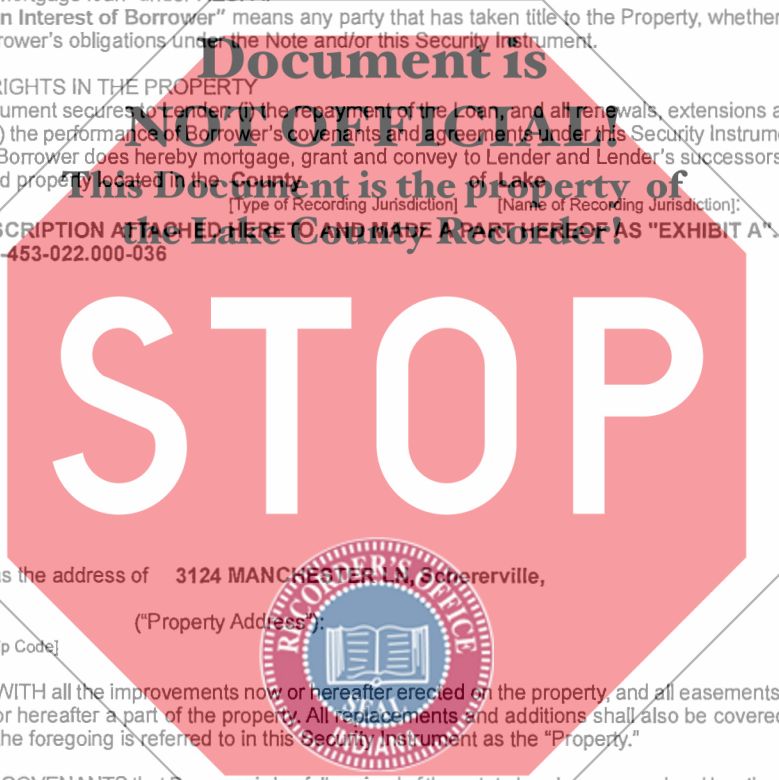 n Interest of Borrower" means any party that has taken title to the Property, whether
rower's obligations under the Note and/or this Security Instrument.
Document is
RIGHTS IN THE PROPERTY
ument secures to Lender: (i) the repayment of the Loan, and all renewals, extensions
NOT OFFICIAL!
) the performance of Borrower's covenants and agreements under this Security Instrum
Borrower does hereby mortgage, grant and convey to Lender and Lender's successors
d property located in the County of Lake
This Document is the property of
[Type of Recording Jurisdiction] [Name of Recording Jurisdiction]:
SCRIPTION ATTACHED HERETO AND MADE A PART HEREOF AS "EXHIBIT A".
the Lake County Recorder!
-453-022.000-036
STOP
as the address of 3124 MANCHESTER LN, Schererville,
("Property Address"):
p Code]
RECORDER'S OFFICE
SEAL
INDIANA
WITH all the improvements now or hereafter erected on the property, and all easements
or hereafter a part of the property. All replacements and additions shall also be covere
he foregoing is referred to in this Security Instrument as the "Property."